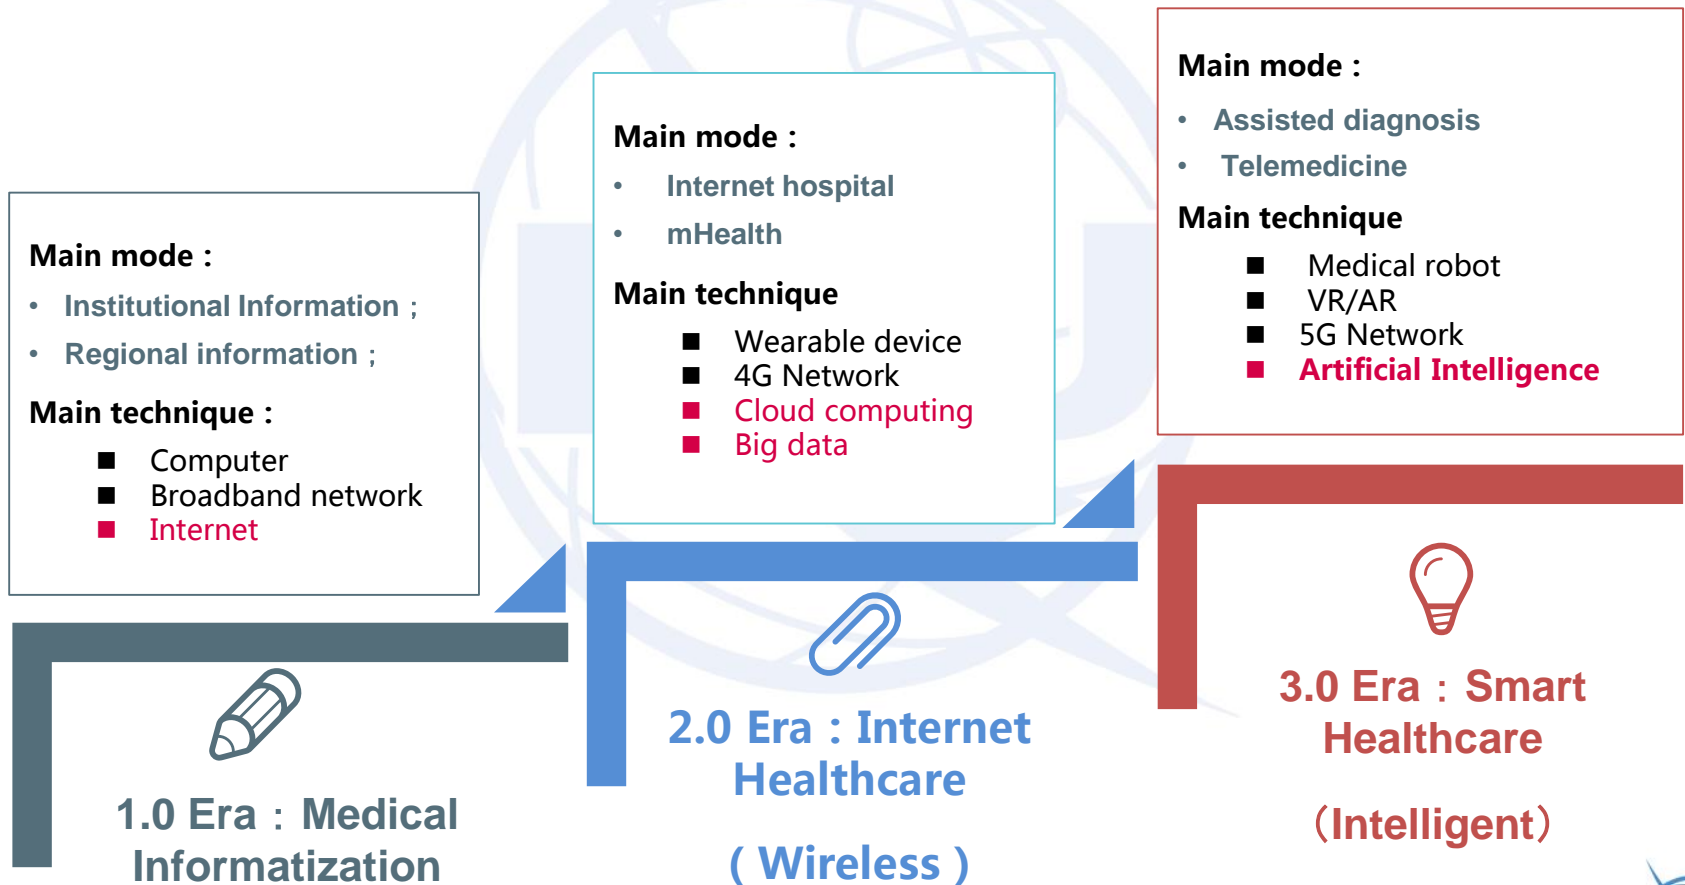 Main mode：
• Institutional Information；
• Regional information；
Main technique：
■ Computer
■ Broadband network
■ Internet
1.0 Era：Medical
Informatization
Main mode：
• Internet hospital
• mHealth
Main technique
■ Wearable device
■ 4G Network
■ Cloud computing
■ Big data
2.0 Era：Internet
Healthcare
（Wireless）
Main mode：
• Assisted diagnosis
• Telemedicine
Main technique
■ Medical robot
■ VR/AR
■ 5G Network
■ Artificial Intelligence
3.0 Era：Smart
Healthcare
（Intelligent）